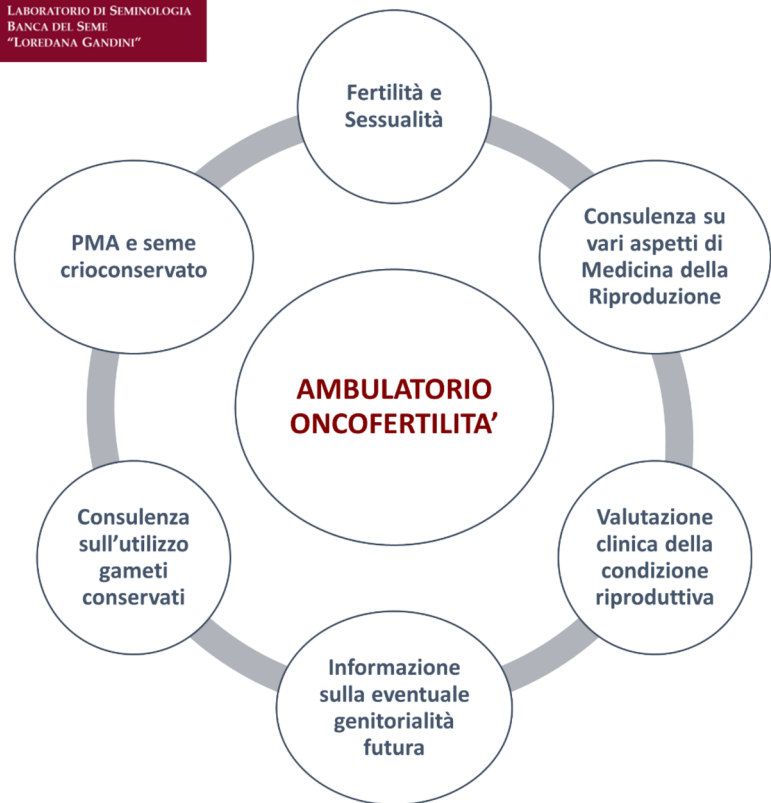 LABORATORIO DI SEMINOLOGIA
BANCA DEL SEME
“LOREDANA GANDINI”
Fertilità e
Sessualità
Consulenza su
vari aspetti di
Medicina della
Riproduzione
Valutazione
clinica della
condizione
riproduttiva
Informazione
sulla eventuale
genitorialità
futura
Consulenza
sull’utilizzo
gameti
conservati
PMA e seme
crioconservato
AMBULATORIO
ONCOFERTILITA’